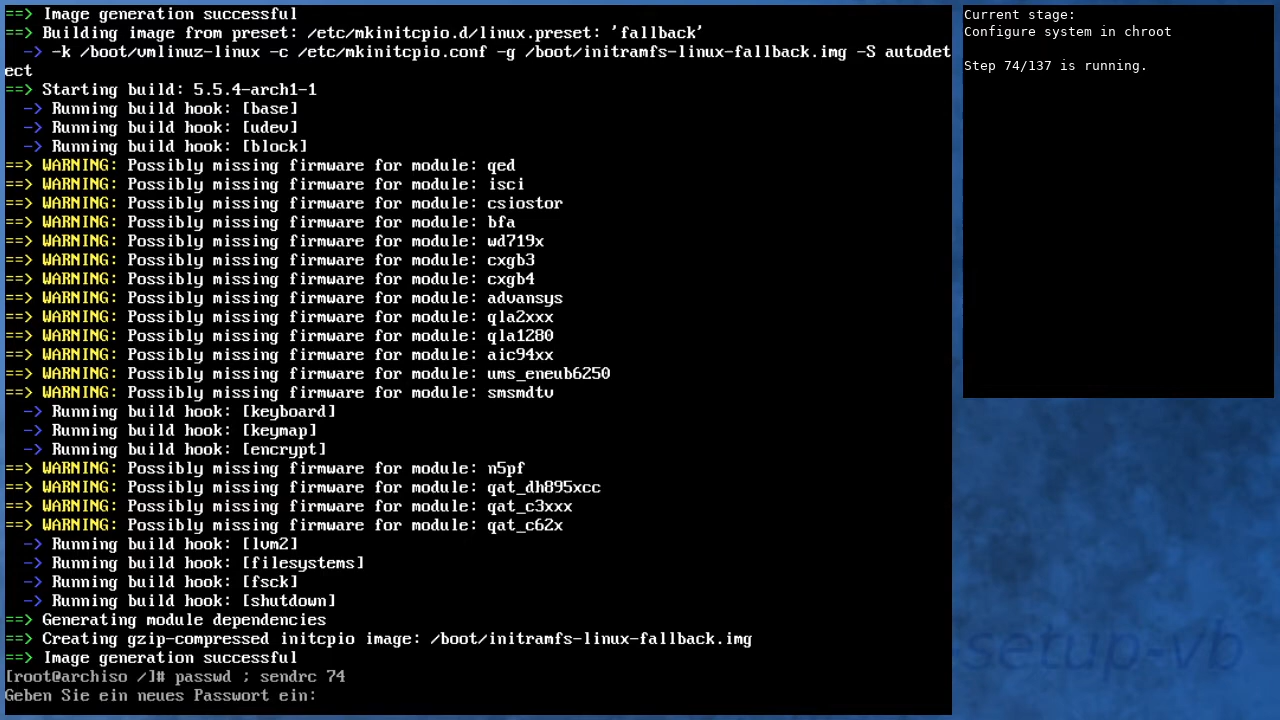 ==> Image generation successful
==> Building image from preset: /etc/mkinitcpio.d/linux.preset: 'fallback'
  -> -k /boot/vmlinuz-linux -c /etc/mkinitcpio.conf -g /boot/initramfs-linux-fallback.img -S autodet
ect
==> Starting build: 5.5.4-arch1-1
  -> Running build hook: [base]
  -> Running build hook: [udev]
  -> Running build hook: [block]
==> WARNING: Possibly missing firmware for module: qed
==> WARNING: Possibly missing firmware for module: isci
==> WARNING: Possibly missing firmware for module: csiostor
==> WARNING: Possibly missing firmware for module: bfa
==> WARNING: Possibly missing firmware for module: wd719x
==> WARNING: Possibly missing firmware for module: cxgb3
==> WARNING: Possibly missing firmware for module: cxgb4
==> WARNING: Possibly missing firmware for module: advansys
==> WARNING: Possibly missing firmware for module: qla2xxx
==> WARNING: Possibly missing firmware for module: qla1280
==> WARNING: Possibly missing firmware for module: aic94xx
==> WARNING: Possibly missing firmware for module: ums_eneub6250
==> WARNING: Possibly missing firmware for module: smsmdtv
  -> Running build hook: [keyboard]
  -> Running build hook: [keymap]
  -> Running build hook: [encrypt]
==> WARNING: Possibly missing firmware for module: n5pf
==> WARNING: Possibly missing firmware for module: qat_dh895xcc
==> WARNING: Possibly missing firmware for module: qat_c3xxx
==> WARNING: Possibly missing firmware for module: qat_c62x
  -> Running build hook: [lvm2]
  -> Running build hook: [filesystems]
  -> Running build hook: [fsck]
  -> Running build hook: [shutdown]
==> Generating module dependencies
==> Creating gzip-compressed initcpio image: /boot/initramfs-linux-fallback.img
==> Image generation successful
[root@archiso /]# passwd ; sendrc 74
Geben Sie ein neues Passwort ein:
Current stage:
Configure system in chroot
Step 74/137 is running.
setup-vb